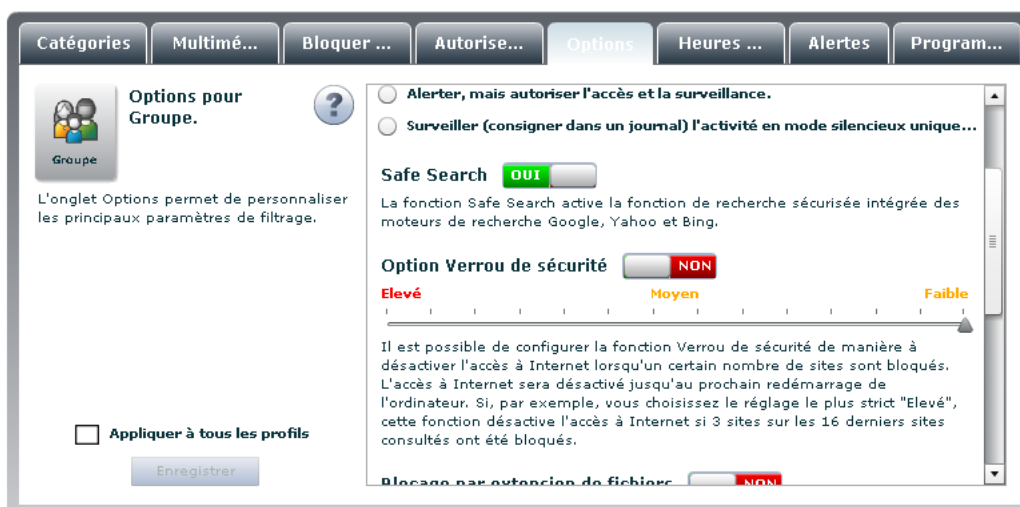 Catégories Multimé... Bloquer ... Autorise... Options Heures ... Alertes Program...
Options pour
Groupe.
?
Groupe
L'onglet Options permet de personnaliser
les principaux paramètres de filtrage.
Appliquer à tous les profils
Enregistrer
Alerter, mais autoriser l'accès et la surveillance.
Surveiller (consigner dans un journal) l'activité en mode silencieux unique...
Safe Search OUI
La fonction Safe Search active la fonction de recherche sécurisée intégrée des
moteurs de recherche Google, Yahoo et Bing.
Option Verrou de sécurité NON
Elevé Moyen Faible
Il est possible de configurer la fonction Verrou de sécurité de manière à
désactiver l'accès à Internet lorsqu'un certain nombre de sites sont bloqués.
L'accès à Internet sera désactivé jusqu'au prochain redémarrage de
l'ordinateur. Si, par exemple, vous choisissez le réglage le plus strict "Elevé",
cette fonction désactive l'accès à Internet si 3 sites sur les 16 derniers sites
consultés ont été bloqués.
Blocage par extension de fichiers NON